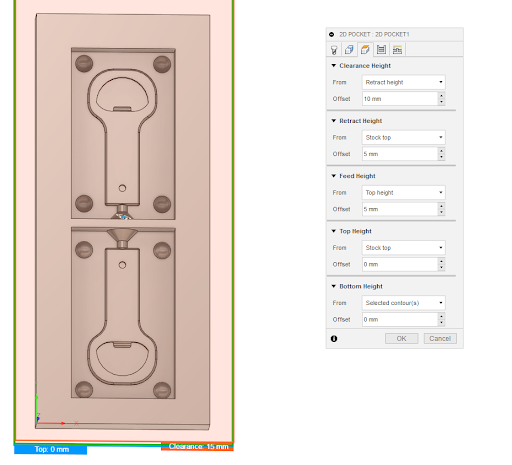 2D POCKET : 2D POCKET1
Clearance Height
From Retract height
Offset 10 mm
Retract Height
From Stock top
Offset 5 mm
Feed Height
From Top height
Offset 5 mm
Top Height
From Stock top
Offset 0 mm
Bottom Height
From Selected contour(s)
Offset 0 mm
OK Cancel
Top: 0 mm
Clearance: 15 mm